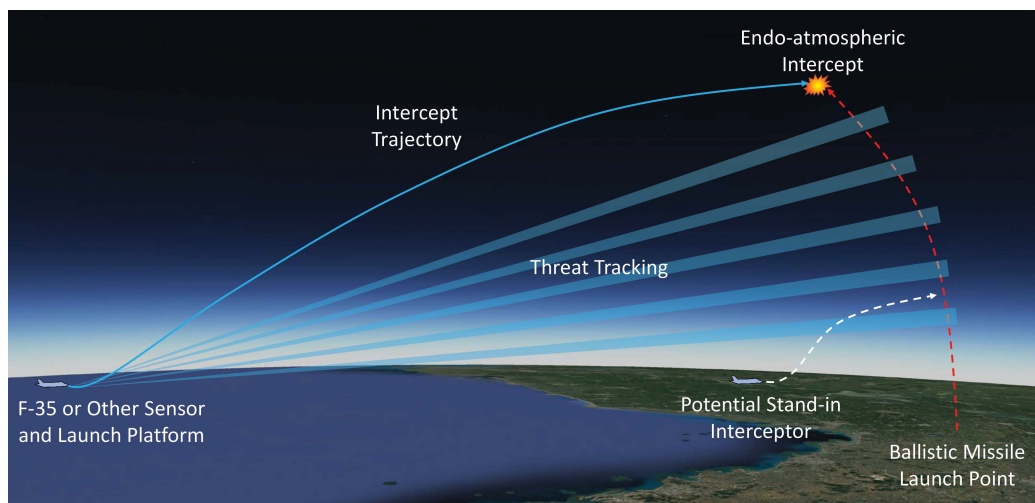 Endo-atmospheric
Intercept
Intercept
Trajectory
Threat Tracking
F-35 or Other Sensor
and Launch Platform
Potential Stand-in
Interceptor
Ballistic Missile
Launch Point